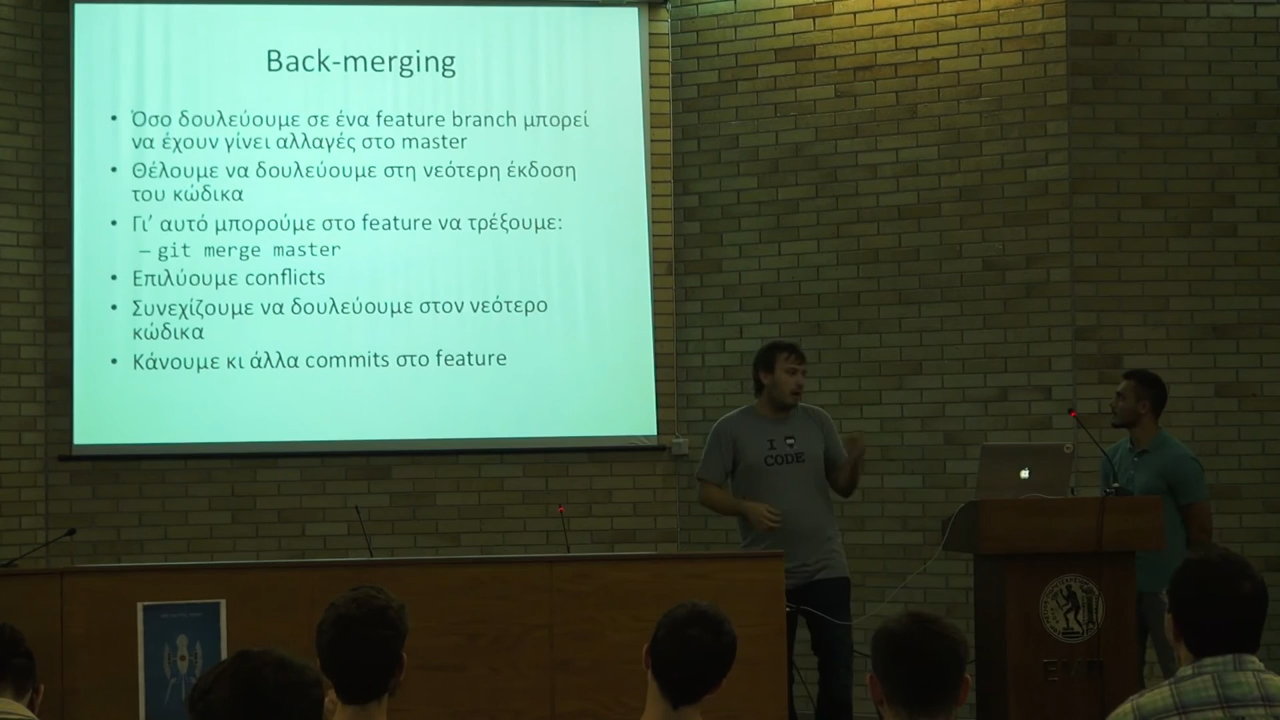 Back-merging
• Όσο δουλεύουμε σε ένα feature branch μπορεί
να έχουν γίνει αλλαγές στο master
• Θέλουμε να δουλεύουμε στη νεότερη έκδοση
του κώδικα
• Γι' αυτό μπορούμε στο feature να τρέξουμε:
– git merge master
• Επιλύουμε conflicts
• Συνεχίζουμε να δουλεύουμε στον νεότερο
κώδικα
• Κάνουμε κι άλλα commits στο feature
I
CODE